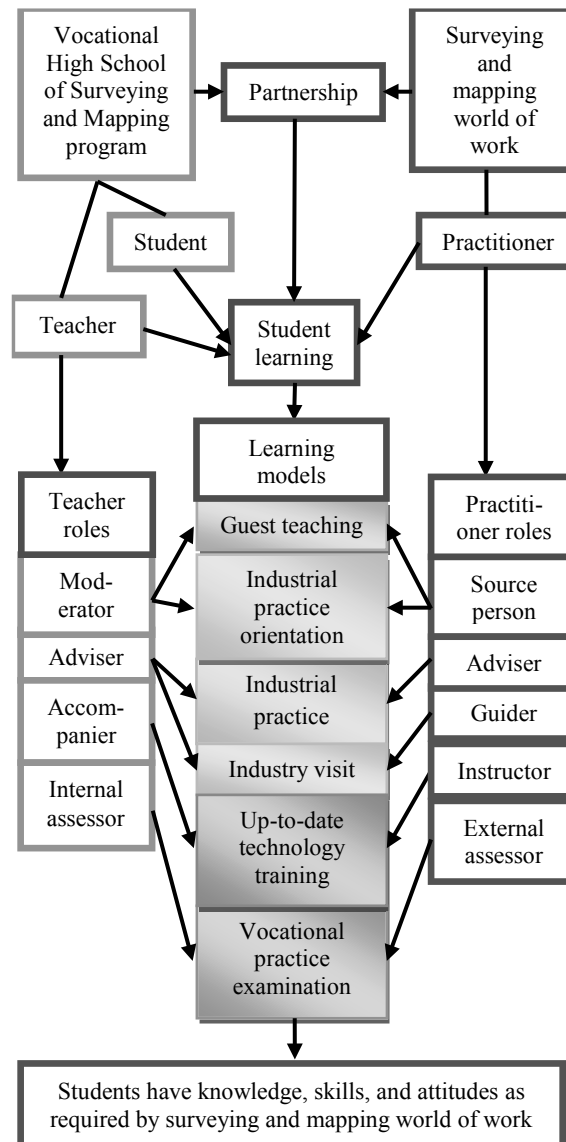 Vocational
High School
of Surveying
and Mapping
program
Partnership
Surveying
and
mapping
world of
work
Student
Practitioner
Teacher
Student
learning
Learning
models
Teacher
roles
Mod-
erator
Adviser
Accom-
panier
Internal
assessor
Guest teaching
Industrial
practice
orientation
Industrial
practice
Industry visit
Up-to-date
technology
training
Vocational
practice
examination
Practiti-
oner roles
Source
person
Adviser
Guider
Instructor
External
assessor
Students have knowledge, skills, and attitudes as
required by surveying and mapping world of work